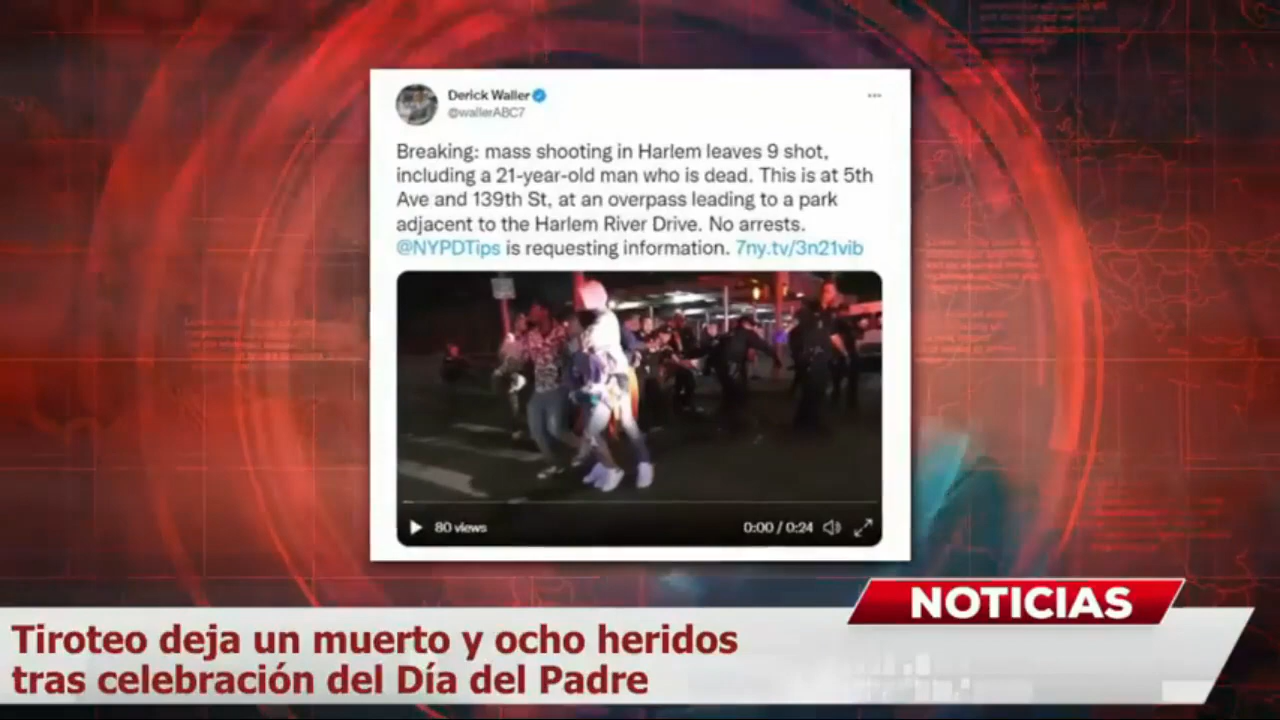 Derick Waller
@wallerABC7
Breaking: mass shooting in Harlem leaves 9 shot,
including a 21-year-old man who is dead. This is at 5th
Ave and 139th St, at an overpass leading to a park
adjacent to the Harlem River Drive. No arrests.
@NYPDTips is requesting information. 7ny.tv/3n21vib
80 views
0:00 / 0:24
NOTICIAS
Tiroteo deja un muerto y ocho heridos
tras celebración del Día del Padre